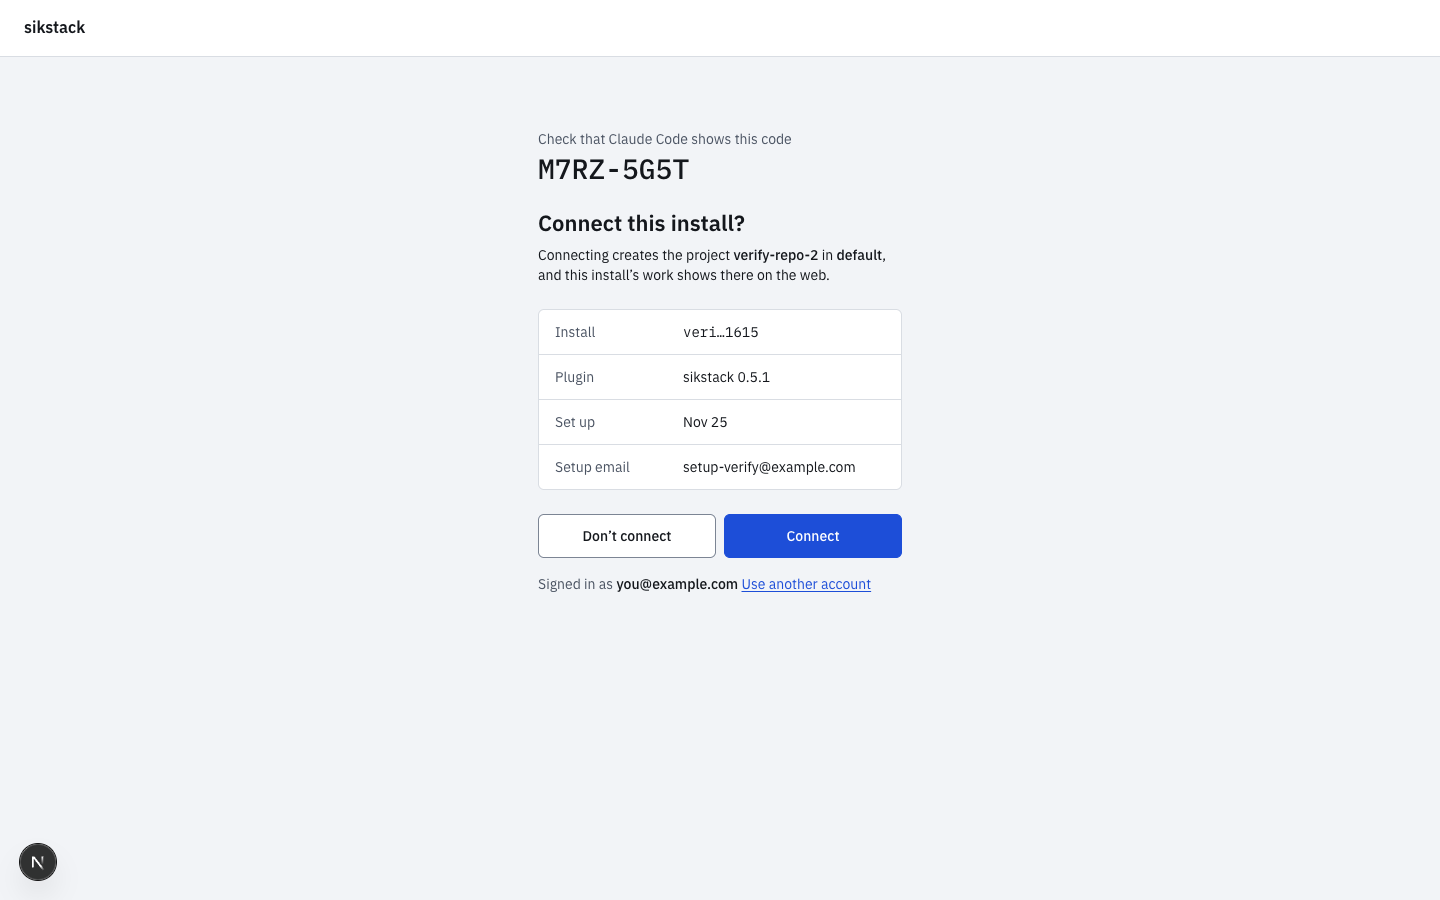 sikstack
Check that Claude Code shows this code
M7RZ-5G5T
Connect this install?
Connecting creates the project verify-repo-2 in default,
and this install’s work shows there on the web.
Install veri…1615
Plugin sikstack 0.5.1
Set up Nov 25
Setup email setup-verify@example.com
Don’t connect Connect
Signed in as you@example.com Use another account
N